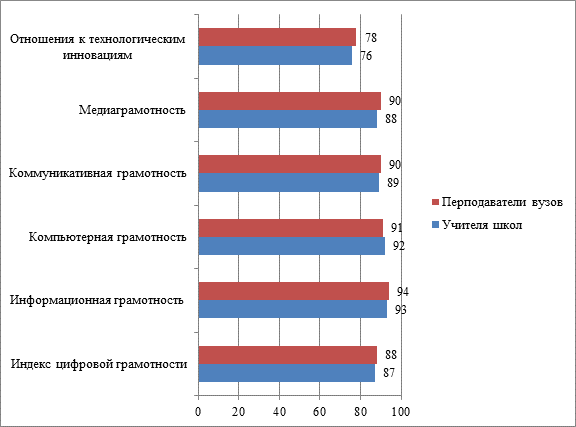 Отношения к технологическим
инновациям
78
76
Медиаграмотность
90
88
Коммуникативная грамотность
90
89
Компьютерная грамотность
91
92
Информационная грамотность
94
93
Индекс цифровой грамотности
88
87
0 20 40 60 80 100
Перподаватели вузов
Учителя школ